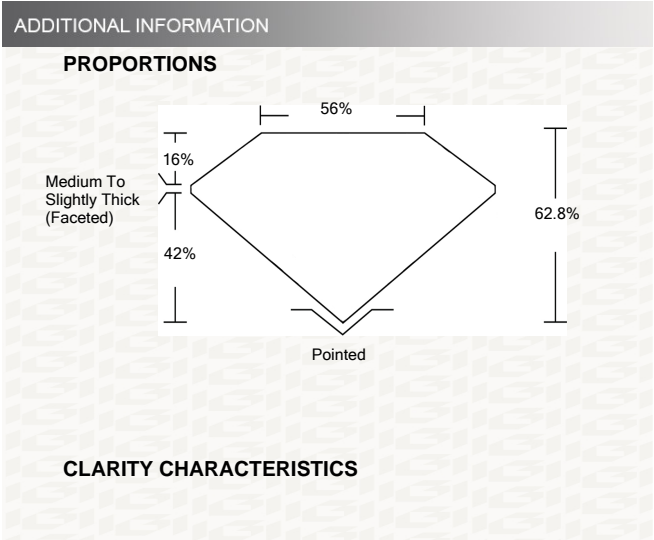 ADDITIONAL INFORMATION
PROPORTIONS
56%
16%
Medium To
Slightly Thick
(Faceted)
62.8%
42%
Pointed
CLARITY CHARACTERISTICS